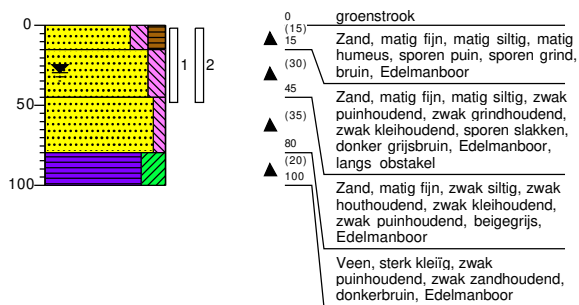 0
50
100
1
2
0
(15)
15
(30)
45
(35)
80
(20)
100
groenstrook
Zand, matig fijn, matig siltig, matig
humeus, sporen puin, sporen grind,
bruin, Edelmanboor
Zand, matig fijn, matig siltig, zwak
puinhoudend, zwak grindhoudend,
zwak kleihoudend, sporen slakken,
donker grijsbruin, Edelmanboor,
langs obstakel
Zand, matig fijn, zwak siltig, zwak
houthoudend, zwak kleihoudend,
zwak puinhoudend, beigegrijs,
Edelmanboor
Veen, sterk kleiïg, zwak
puinhoudend, zwak zandhoudend,
donkerbruin, Edelmanboor